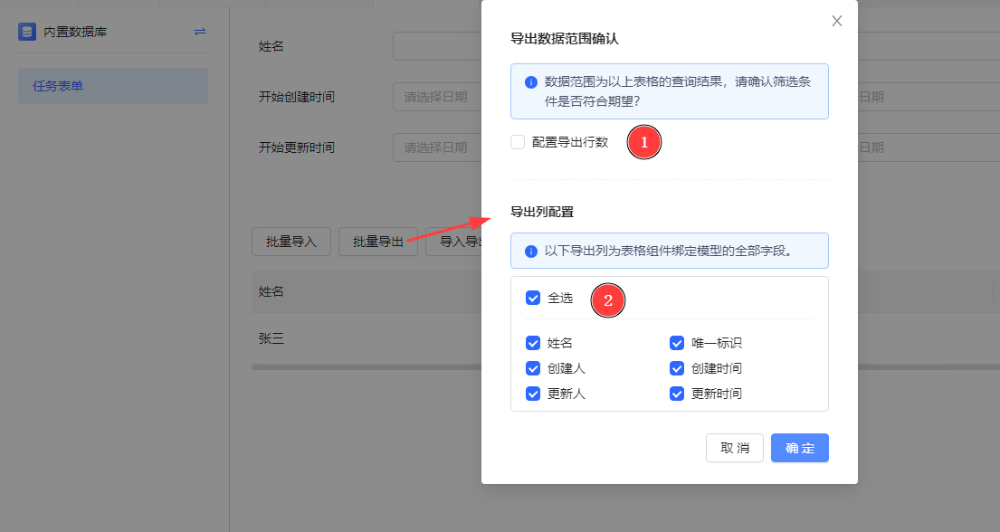 内置数据库
任务表单
姓名
开始创建时间
请选择日期
日期
开始更新时间
请选择日期
日期
批量导入
批量导出
导入导出
姓名
张三
导出数据范围确认
数据范围为以上表格的查询结果，请确认筛选条
件是否符合期望？
配置导出行数
1
导出列配置
以下导出列为表格组件绑定模型的全部字段。
全选
2
姓名
唯一标识
创建人
创建时间
更新人
更新时间
取 消
确 定